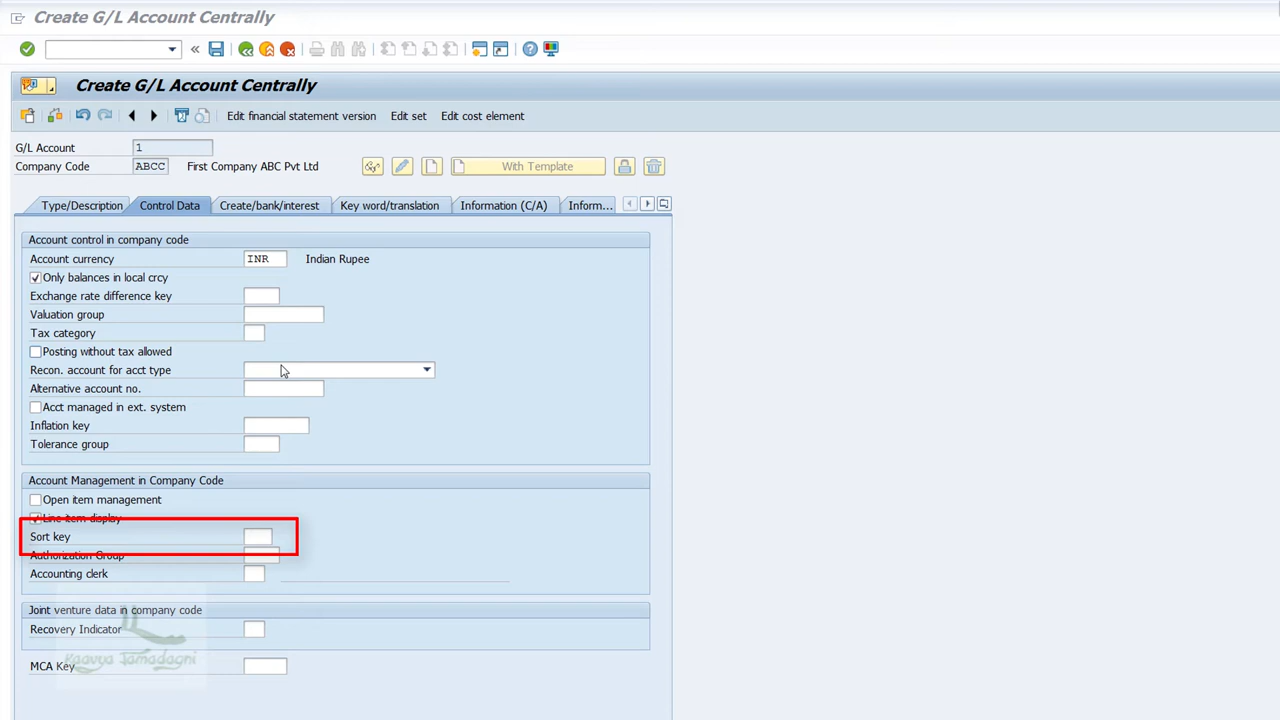 Create G/L Account Centrally
Create G/L Account Centrally
Edit financial statement version Edit set Edit cost element
G/L Account 1
Company Code ABCC First Company ABC Pvt Ltd With Template
Type/Description Control Data Create/bank/interest Key word/translation Information (C/A) Inform...
Account control in company code
Account currency INR Indian Rupee
Only balances in local crcy
Exchange rate difference key
Valuation group
Tax category
Posting without tax allowed
Recon. account for acct type
Alternative account no.
Acct managed in ext. system
Inflation key
Tolerance group
Account Management in Company Code
Open item management
Line item display
Sort key
Authorization Group
Accounting clerk
Joint venture data in company code
Recovery Indicator
Kaavya Jamadagni
MCA Key